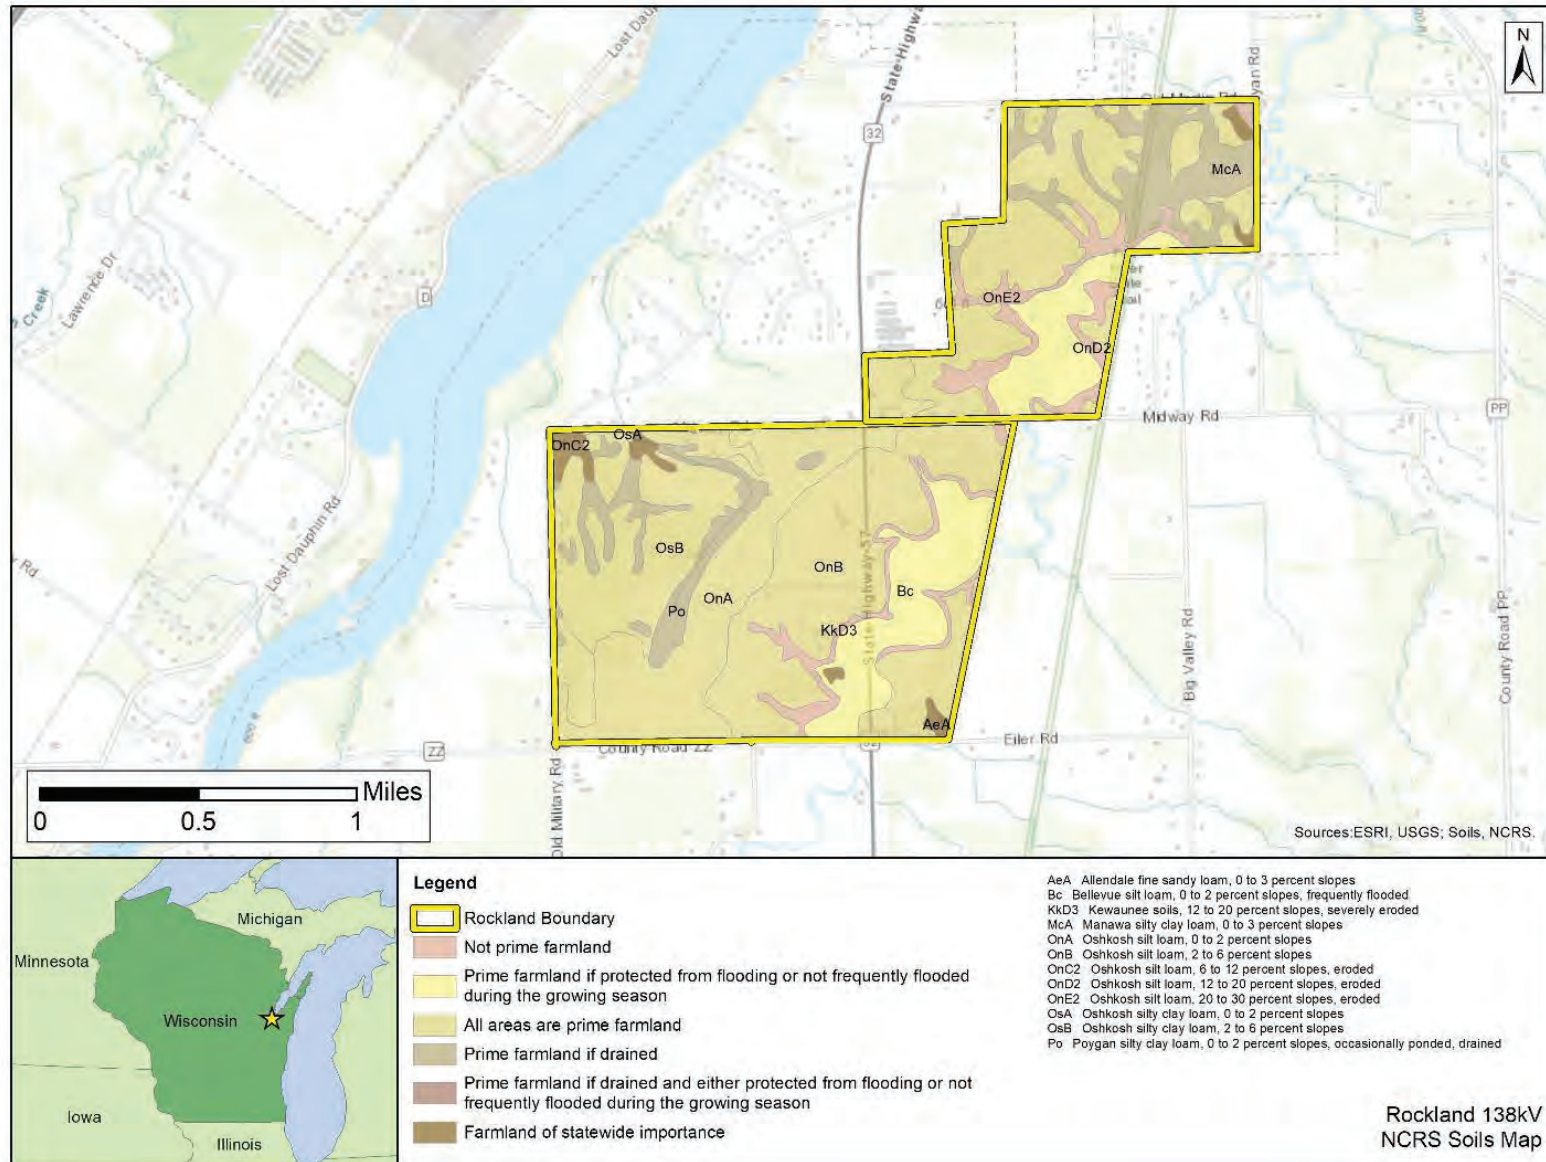 N
Lost Dauphin Rd
State Highway
32
McA
Lawrence Dr
Creek
D
OnE2
OnD2
Midway Rd
PP
OnC2
OsA
Lost Dauphin Rd
OsB
OnB
State Highway 57
Bc
Po
OnA
KkD3
Big Valley Rd
County Road PP
600 ft
AeA
ZZ
County Road ZZ
Eiler Rd
Old Military Rd
Miles
0 0.5 1
Sources:ESRI, USGS; Soils, NCRS.
Minnesota
Michigan
Wisconsin
Iowa
Illinois
Legend
Rockland Boundary
Not prime farmland
Prime farmland if protected from flooding or not frequently flooded
during the growing season
All areas are prime farmland
Prime farmland if drained
Prime farmland if drained and either protected from flooding or not
frequently flooded during the growing season
Farmland of statewide importance
AeA Allendale fine sandy loam, 0 to 3 percent slopes
Bc Bellevue silt loam, 0 to 2 percent slopes, frequently flooded
KkD3 Kewaunee soils, 12 to 20 percent slopes, severely eroded
McA Manawa silty clay loam, 0 to 3 percent slopes
OnA Oshkosh silt loam, 0 to 2 percent slopes
OnB Oshkosh silt loam, 2 to 6 percent slopes
OnC2 Oshkosh silt loam, 6 to 12 percent slopes, eroded
OnD2 Oshkosh silt loam, 12 to 20 percent slopes, eroded
OnE2 Oshkosh silt loam, 20 to 30 percent slopes, eroded
OsA Oshkosh silty clay loam, 0 to 2 percent slopes
OsB Oshkosh silty clay loam, 2 to 6 percent slopes
Po Poygan silty clay loam, 0 to 2 percent slopes, occasionally ponded, drained
Rockland 138kV
NCRS Soils Map